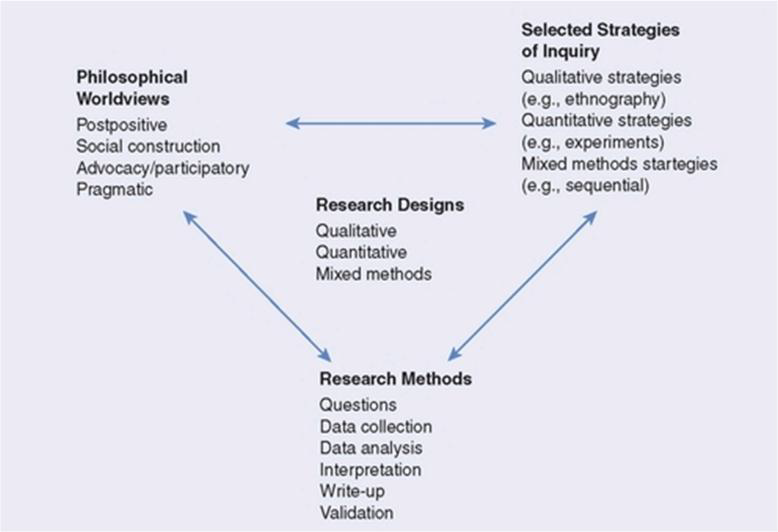 Philosophical
Worldviews
Postpositive
Social construction
Advocacy/participatory
Pragmatic
Selected Strategies
of Inquiry
Qualitative strategies
(e.g., ethnography)
Quantitative strategies
(e.g., experiments)
Mixed methods startegies
(e.g., sequential)
Research Designs
Qualitative
Quantitative
Mixed methods
Research Methods
Questions
Data collection
Data analysis
Interpretation
Write-up
Validation